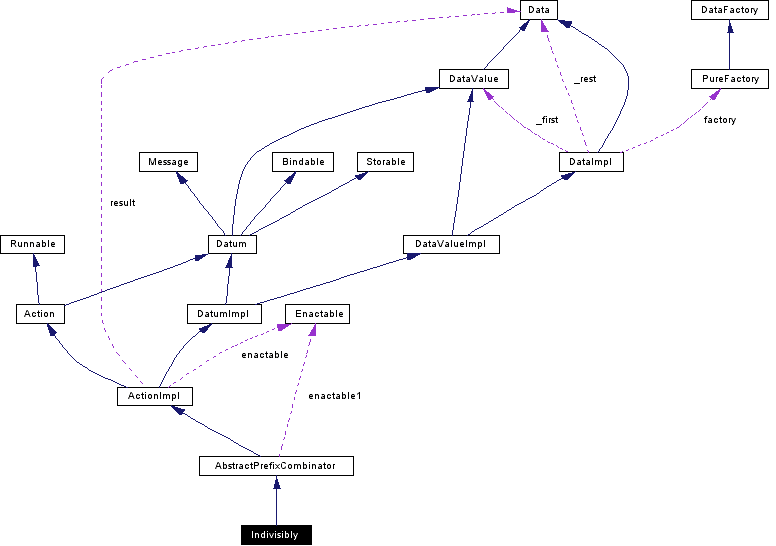 Data
DataFactory
DataValue
_rest
PureFactory
_first
factory
Message
Bindable
Storable
DataImpl
result
Runnable
Datum
DataValueImpl
Action
DatumImpl
Enactable
enactable
ActionImpl
enactable1
AbstractPrefixCombinator
Indivisibly